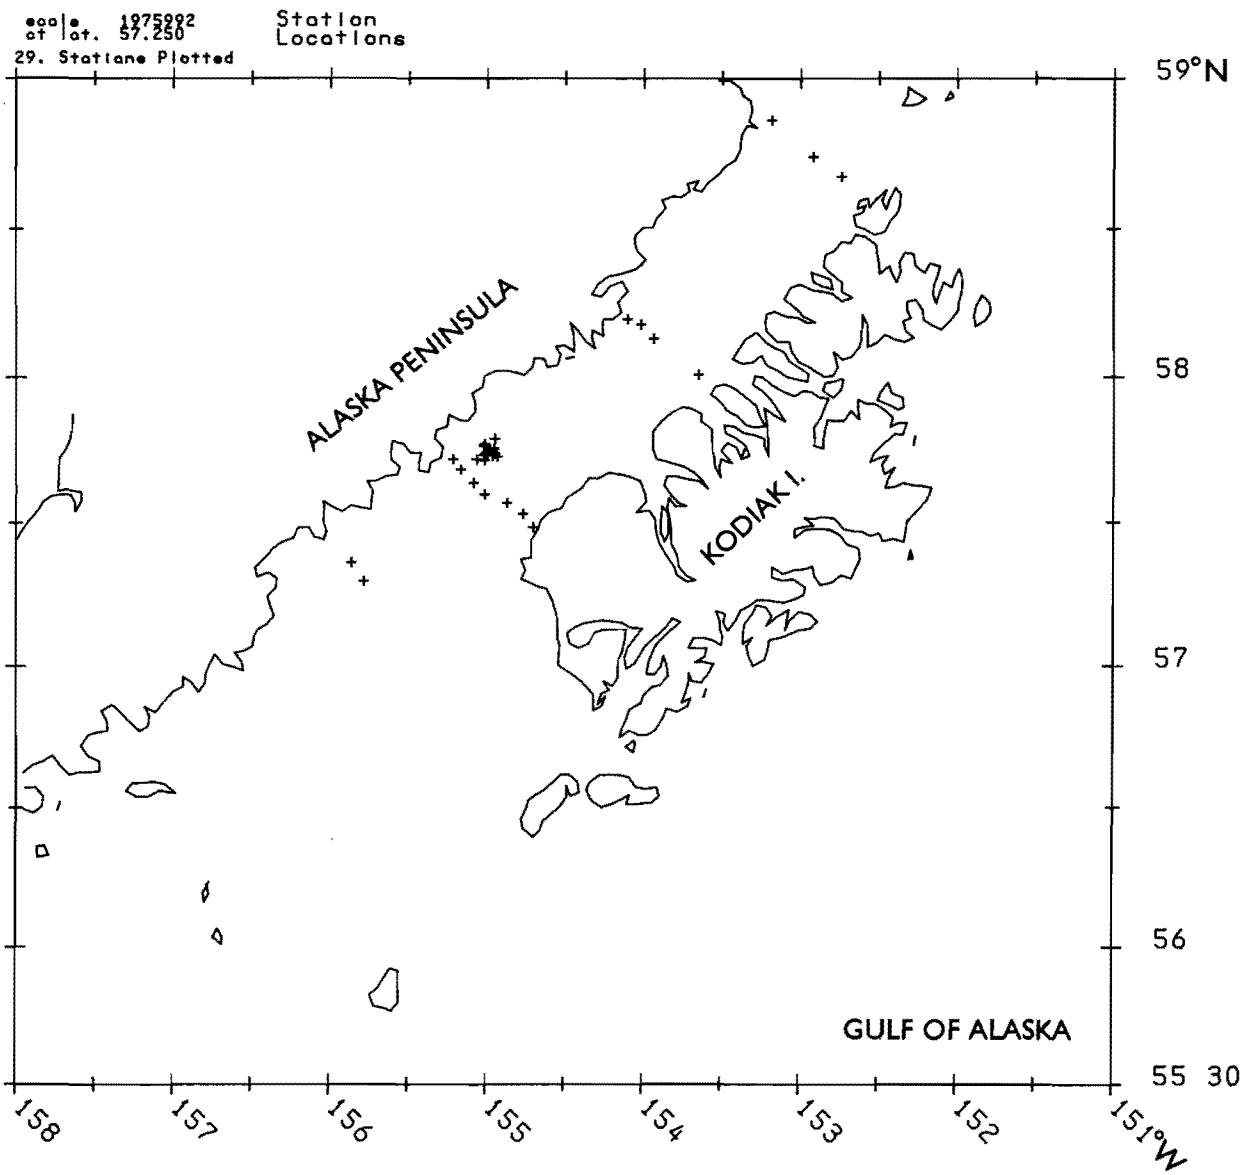 scale 1975992
at lat. 57.250
Station
Locations
29. Stations Plotted
59°N
58
57
56
55 30
ALASKA PENINSULA
KODIAK I.
GULF OF ALASKA
158
157
156
155
154
153
152
151°W